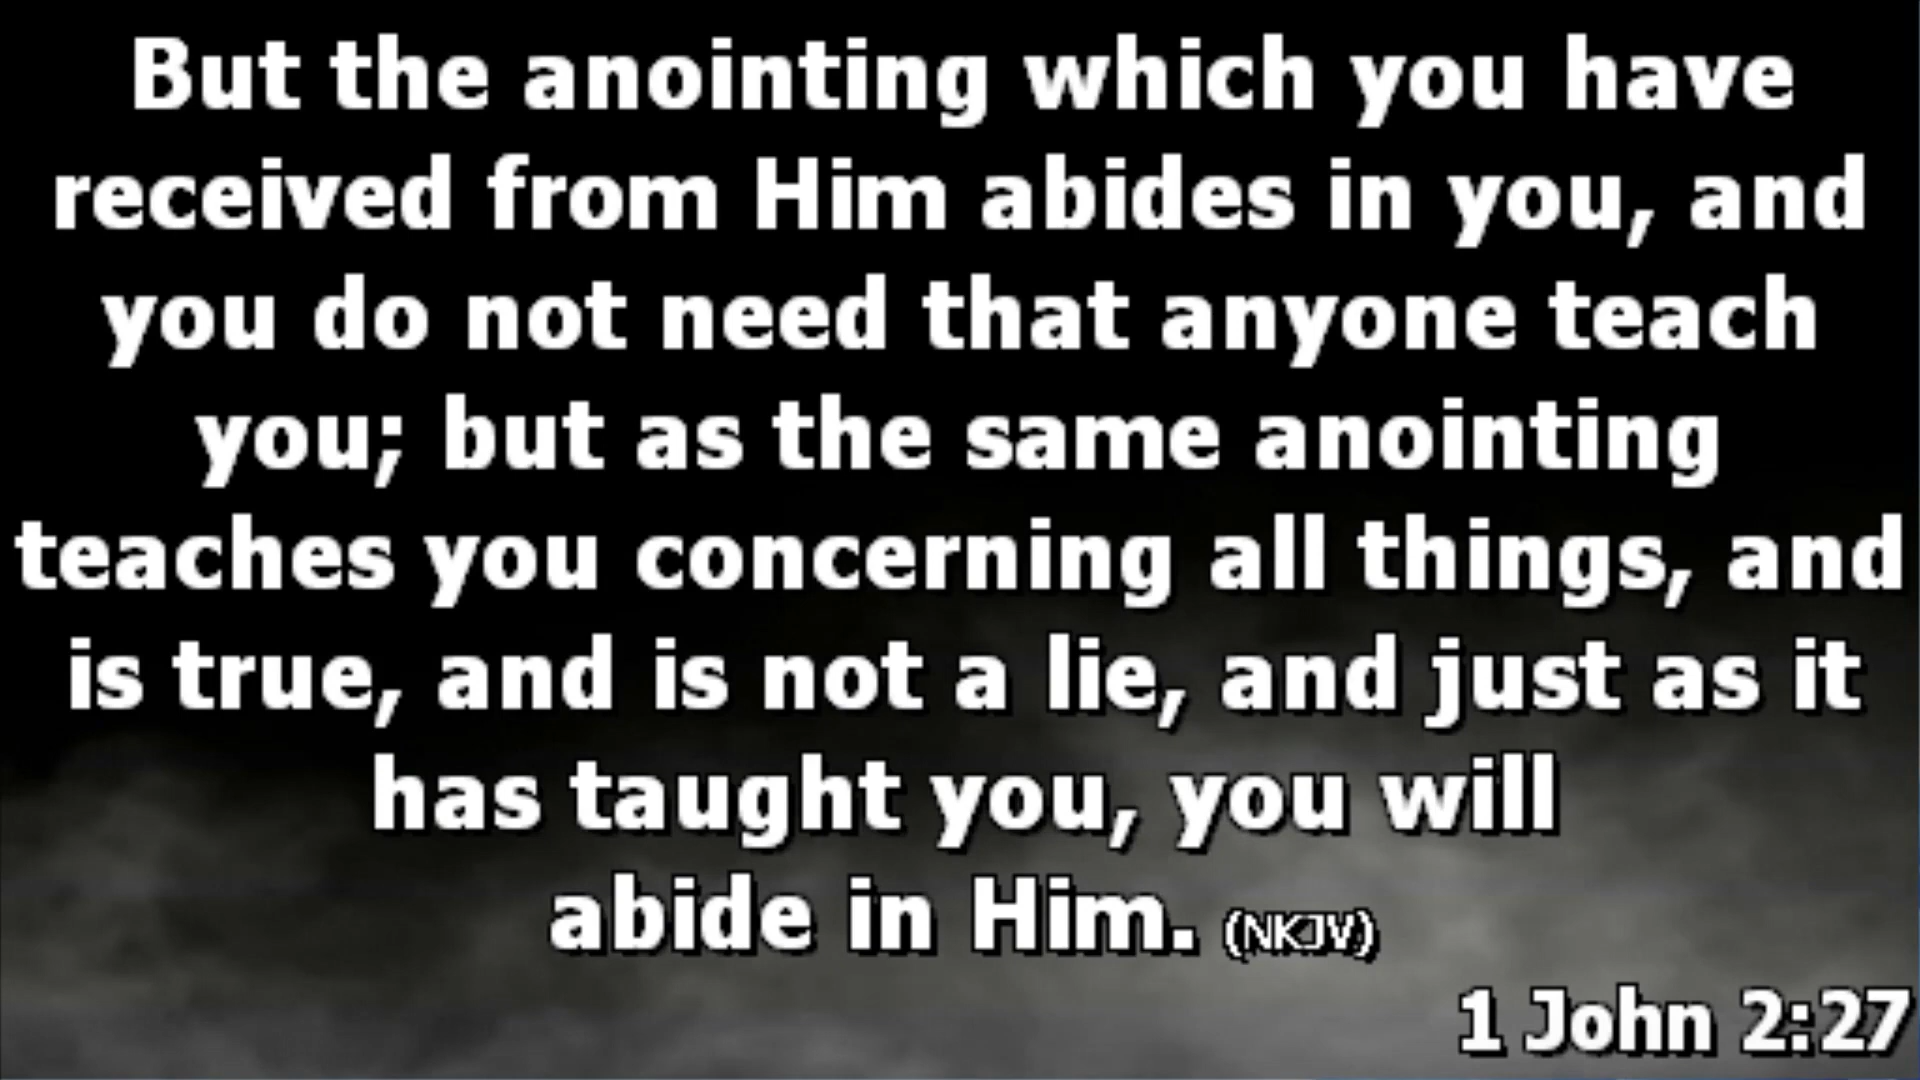 But the anointing which you have
received from Him abides in you, and
you do not need that anyone teach
you; but as the same anointing
teaches you concerning all things, and
is true, and is not a lie, and just as it
has taught you, you will
abide in Him. (NKJV)
1 John 2:27